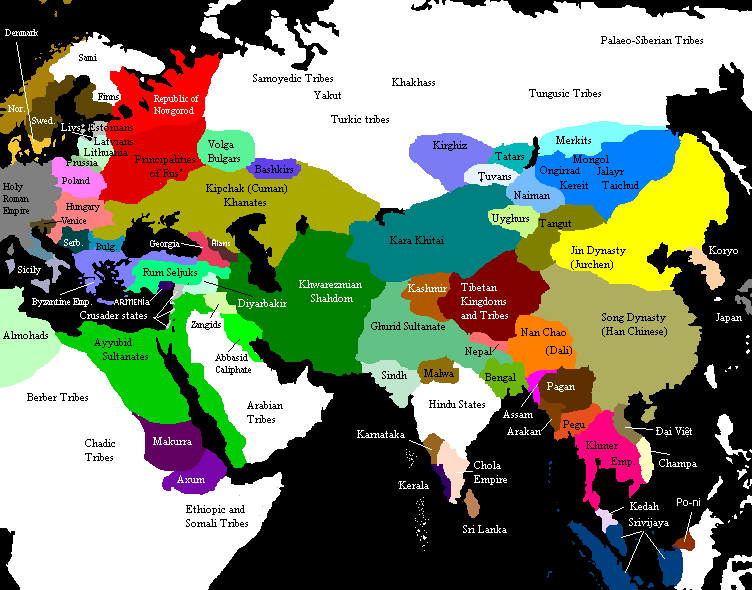 Denmark
Palaeo-Siberian Tribes
Sami
Samoyedic Tribes
Khakhass
Yakut
Tungusic Tribes
Finns
Republic of
Novgorod
Nor.
Swed.
Turkic tribes
Livs
Estonians
Latvians
Lithuania
Prussia
Volga
Bulgars
Kirghiz
Merkits
Tatars
Mongol
Ongirrad
Jalayr
Kereit
Taichud
Principalities
of Rus'
Bashkirs
Tuvans
Poland
Holy
Roman
Empire
Kipchak (Cuman)
Khanates
Naiman
Hungary
Venice
Uyghurs
Tangut
Serb.
Bulg.
Georgia
Alans
Kara Khitai
Jin Dynasty
(Jurchen)
Koryo
Sicily
Rum Seljuks
Khwarezmian
Shahdom
Kashmir
Tibetan
Kingdoms
and Tribes
Byzantine Emp.
ARMENIA
Diyarbakir
Crusader states
Zangids
Song Dynasty
(Han Chinese)
Japan
Almohads
Ayyubid
Sultanates
Ghurid Sultanate
Nan Chao
(Dali)
Abbasid
Caliphate
Nepal
Sindh
Malwa
Bengal
Pagan
Berber Tribes
Arabian
Tribes
Hindu States
Assam
Arakan
Pegu
Đại Việt
Chadic
Tribes
Makurra
Karnataka
Khmer
Emp.
Champa
Axum
Kerala
Chola
Empire
Kedah
Po-ni
Ethiopic and
Somali Tribes
Sri Lanka
Srivijaya